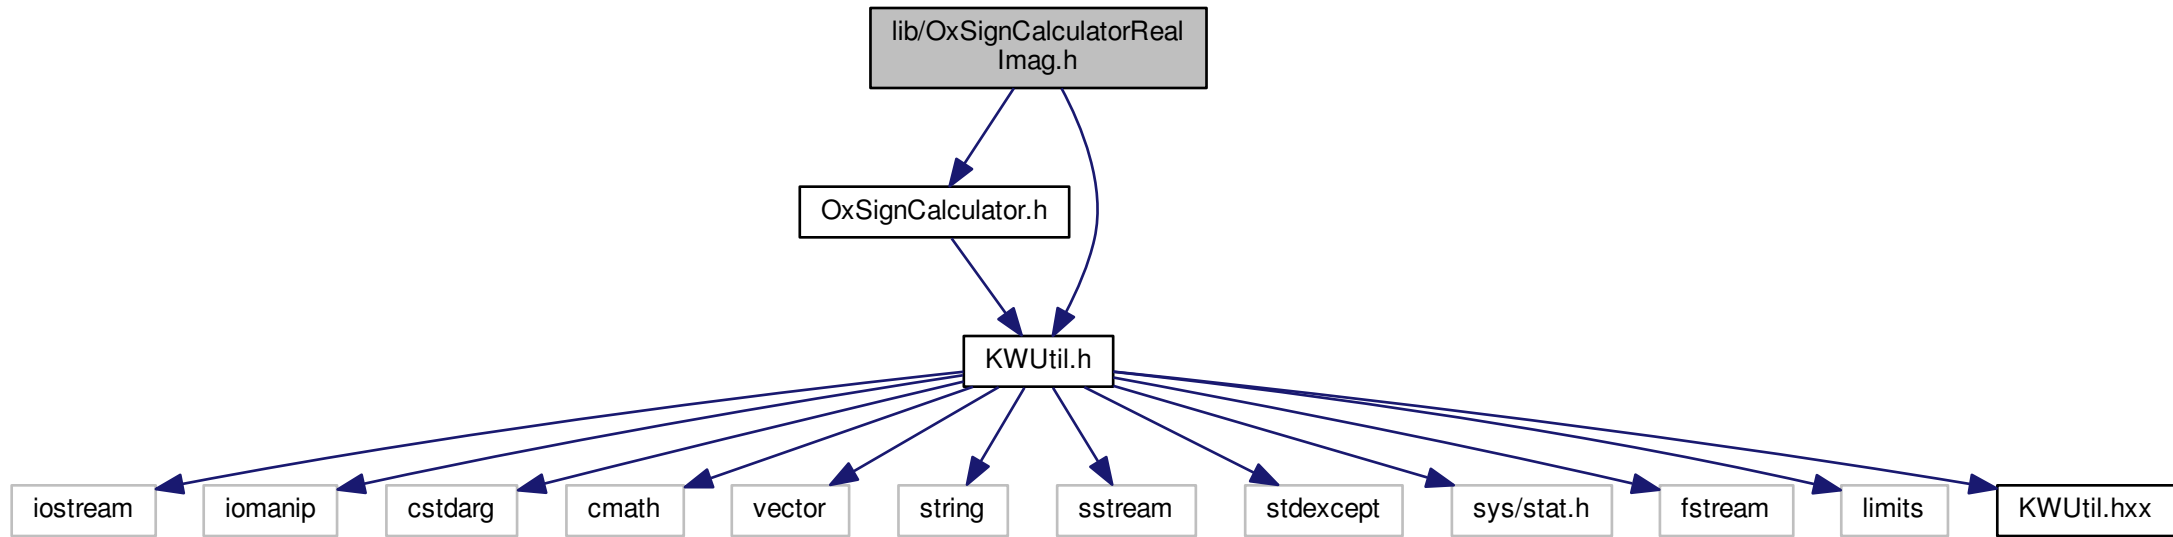 lib/OxSignCalculatorReal
Imag.h
OxSignCalculator.h
KWUtil.h
iostream
iomanip
cstdarg
cmath
vector
string
sstream
stdexcept
sys/stat.h
fstream
limits
KWUtil.hxx